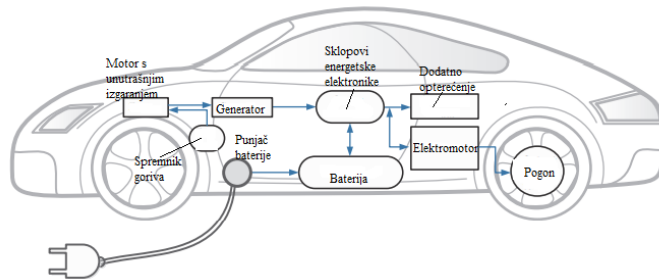 Motor s
unutrašnjim
izgaranjem
Generator
Sklopovi
energetske
elektronike
Dodatno
opterećenje
Spremnik
goriva
Punjač
baterije
Baterija
Elektromotor
Pogon